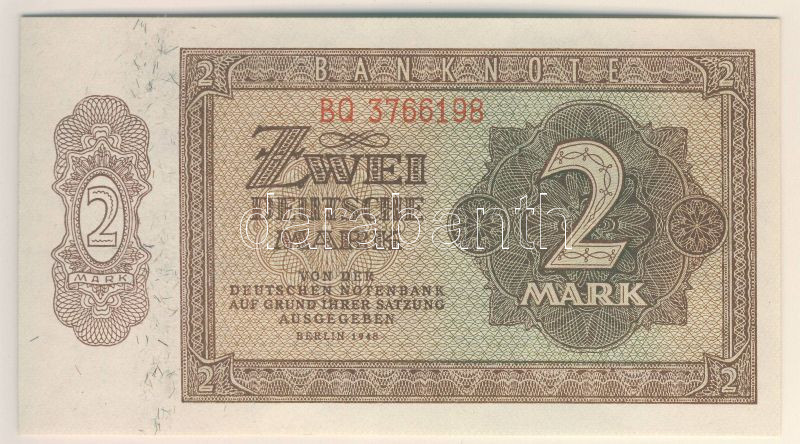 2 BANKNOTE 2
BQ 3766198
ZWEI
DEUTSCHE
MARK
VON DER
DEUTSCHEN NOTENBANK
AUF GRUND IHRER SATZUNG
AUSGEGEBEN
BERLIN 1948
2
MARK
2
MARK
2 2
darabanth